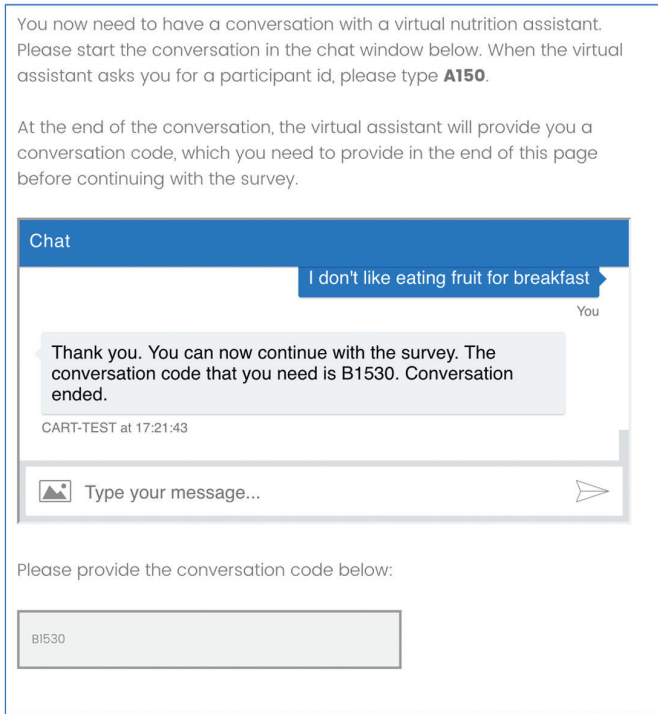 You now need to have a conversation with a virtual nutrition assistant.
Please start the conversation in the chat window below. When the virtual
assistant asks you for a participant id, please type A150.
At the end of the conversation, the virtual assistant will provide you a
conversation code, which you need to provide in the end of this page
before continuing with the survey.
Chat
I don't like eating fruit for breakfast
You
Thank you. You can now continue with the survey. The
conversation code that you need is B1530. Conversation
ended.
CART-TEST at 17:21:43
Type your message...
Please provide the conversation code below:
B1530